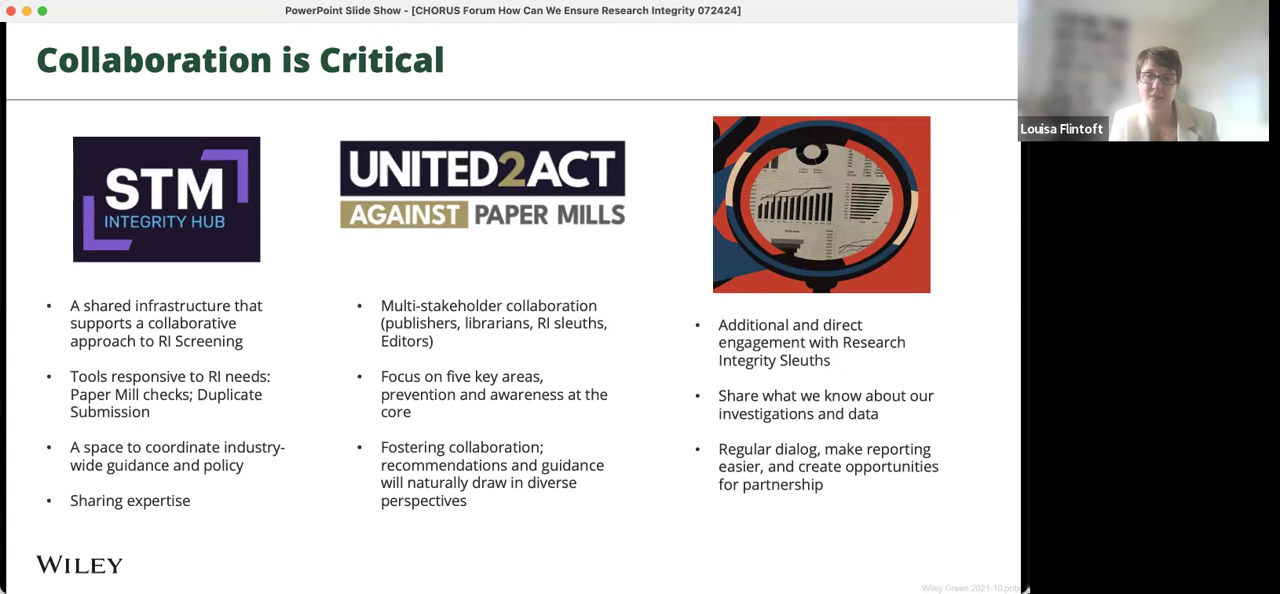 PowerPoint Slide Show - [CHORUS Forum How Can We Ensure Research Integrity 072424]
Collaboration is Critical
Louisa Flintoft
STM
INTEGRITY HUB
UNITED2ACT
AGAINST PAPER MILLS
• A shared infrastructure that
supports a collaborative
approach to RI Screening
• Tools responsive to RI needs:
Paper Mill checks; Duplicate
Submission
• A space to coordinate industry-
wide guidance and policy
• Sharing expertise
• Multi-stakeholder collaboration
(publishers, librarians, RI sleuths,
Editors)
• Focus on five key areas,
prevention and awareness at the
core
• Fostering collaboration;
recommendations and guidance
will naturally draw in diverse
perspectives
• Additional and direct
engagement with Research
Integrity Sleuths
• Share what we know about our
investigations and data
• Regular dialog, make reporting
easier, and create opportunities
for partnership
WILEY
Wiley Green 2021-10.potx